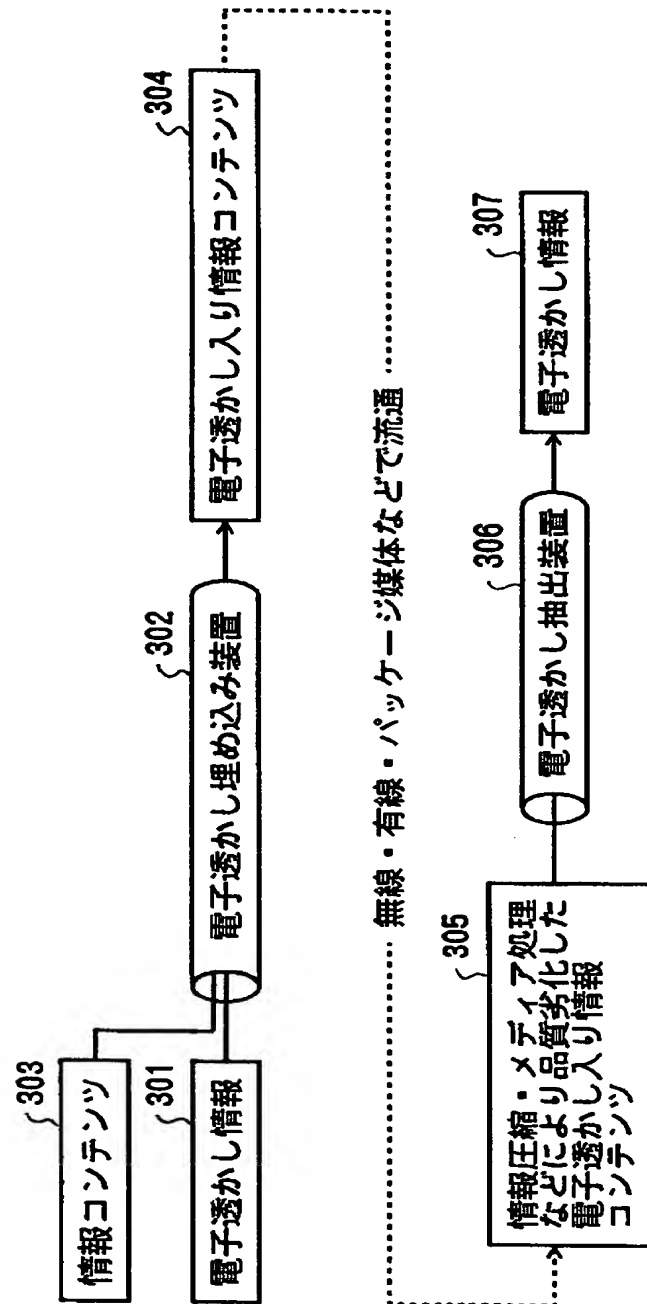 303
情報コンテンツ
301
電子透かし情報
302
電子透かし埋め込み装置
304
電子透かし入り情報コンテンツ
無線・有線・パッケージ媒体などで流通
305
情報圧縮・メディア処理
などにより品質劣化した
電子透かし入り情報
コンテンツ
306
電子透かし抽出装置
307
電子透かし情報